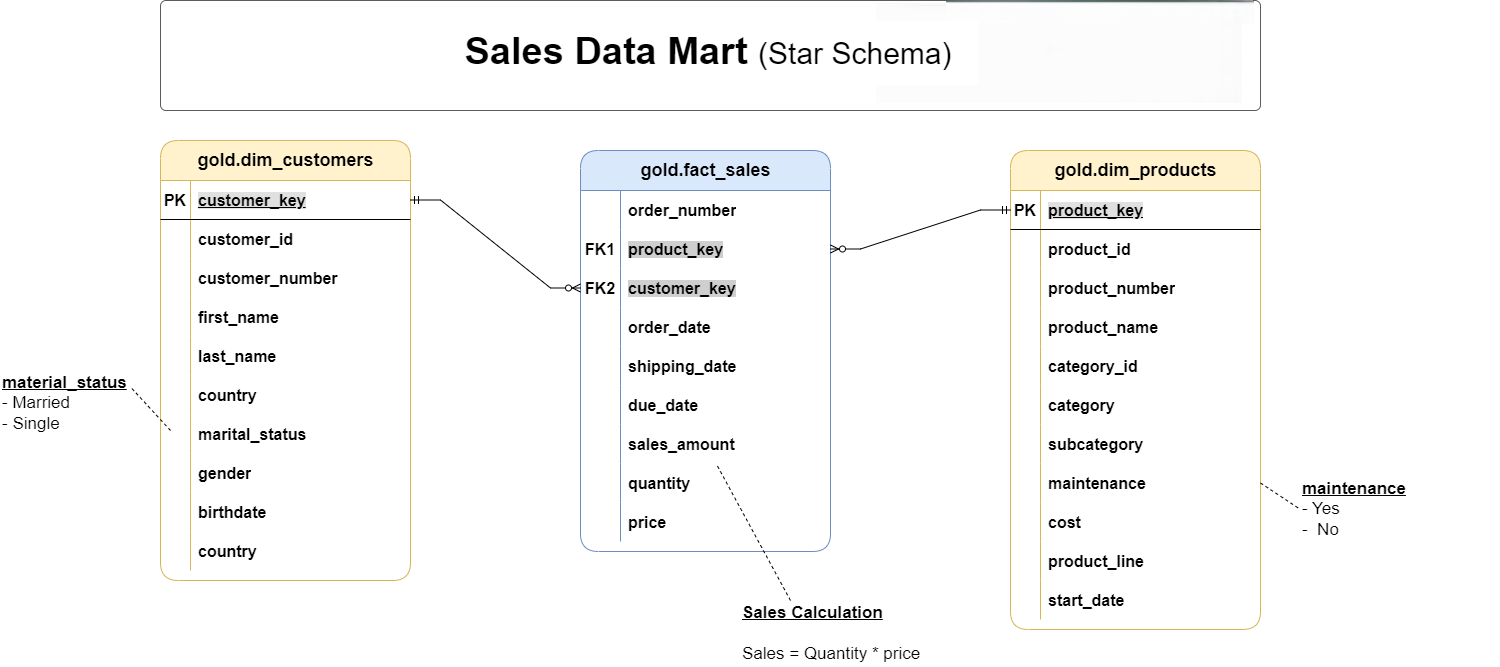 Sales Data Mart (Star Schema)
gold.dim_customers
PK customer_key
customer_id
customer_number
first_name
last_name
country
marital_status
gender
birthdate
country
material_status
- Married
- Single
gold.fact_sales
order_number
FK1 product_key
FK2 customer_key
order_date
shipping_date
due_date
sales_amount
quantity
price
Sales Calculation
Sales = Quantity * price
gold.dim_products
PK product_key
product_id
product_number
product_name
category_id
category
subcategory
maintenance
cost
product_line
start_date
maintenance
- Yes
- No